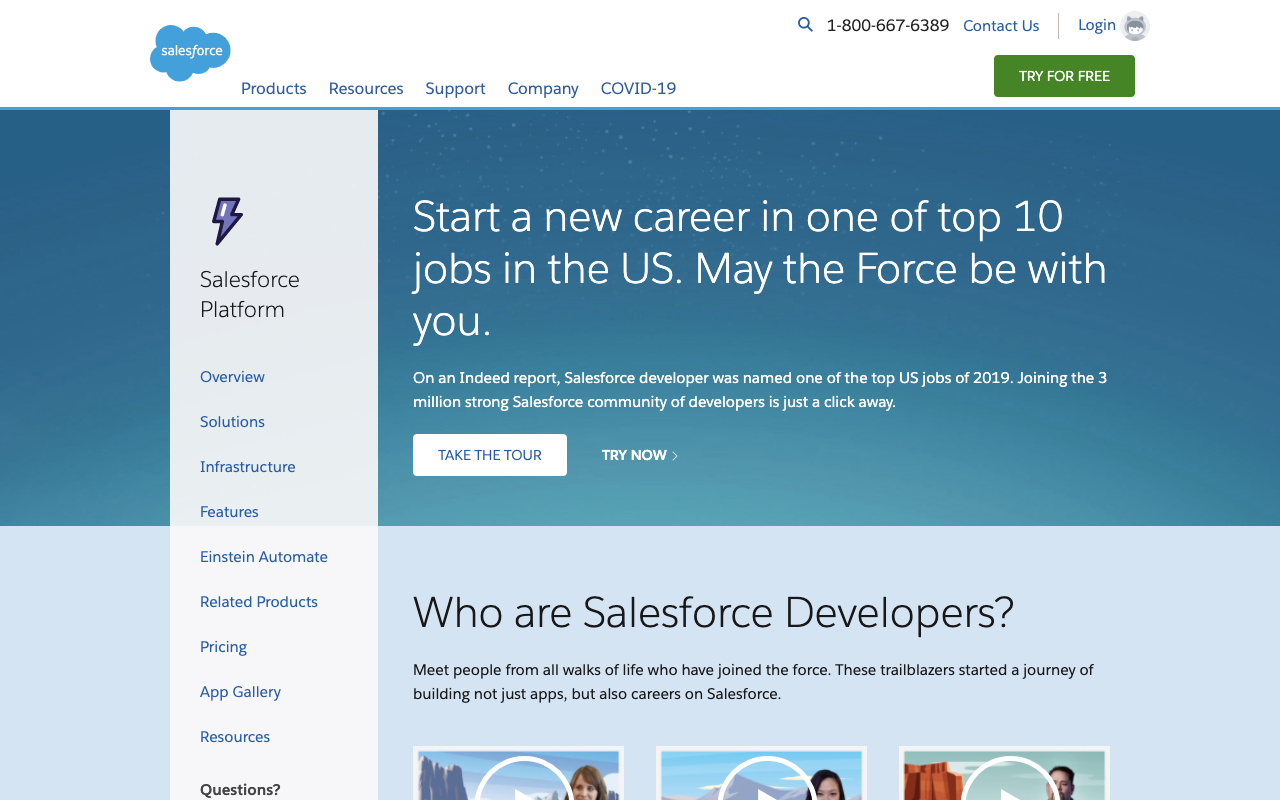 1-800-667-6389 Contact Us Login
salesforce
Products Resources Support Company COVID-19
TRY FOR FREE
Salesforce
Platform
Overview
Solutions
Infrastructure
Features
Einstein Automate
Related Products
Pricing
App Gallery
Resources
Questions?
Start a new career in one of top 10
jobs in the US. May the Force be with
you.
On an Indeed report, Salesforce developer was named one of the top US jobs of 2019. Joining the 3
million strong Salesforce community of developers is just a click away.
TAKE THE TOUR TRY NOW
Who are Salesforce Developers?
Meet people from all walks of life who have joined the force. These trailblazers started a journey of
building not just apps, but also careers on Salesforce.